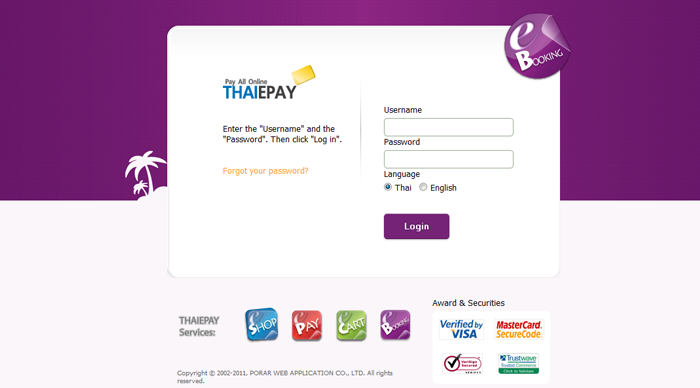 e
BOOKING
Pay All Online
THAIEPAY
Enter the "Username" and the
"Password". Then click "Log in".
Forgot your password?
Username
Password
Language
Thai English
Login
THAIEPAY
Services:
e SHOP
e PAY
e CART
e BOOKING
Award & Securities
Verified by
VISA
MasterCard.
SecureCode.
VeriSign
Secured
Trustwave
Trusted Commerce
Click to Validate
Copyright © 2002-2011, PORAR WEB APPLICATION CO., LTD. All rights
reserved.